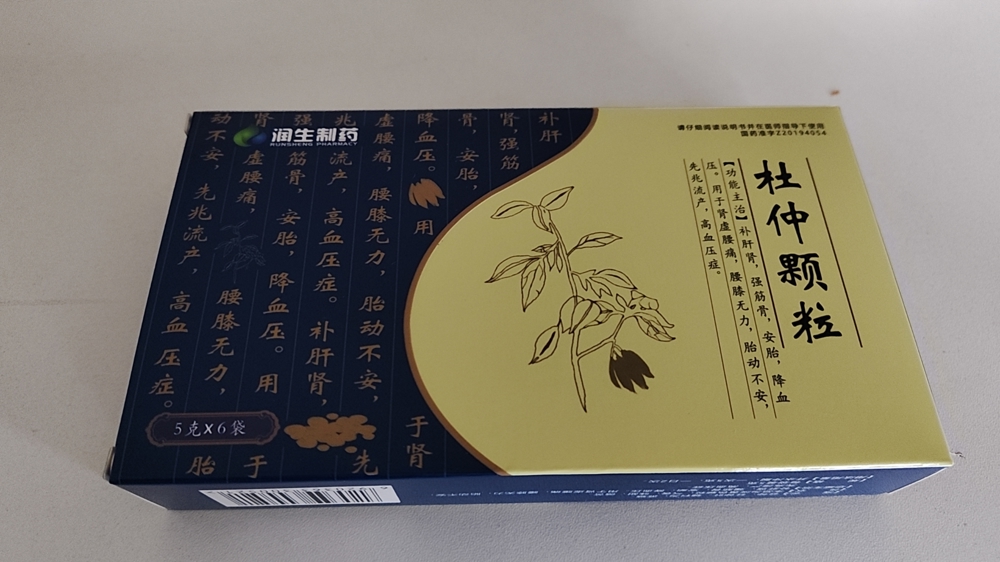 润生制药
RUNSHENG PHARMACY
请仔细阅读说明书并在医师指导下使用
国药准字Z20194054
杜仲颗粒
【功能主治】补肝肾，强筋骨，安胎，降血
压。用于肾虚腰痛，腰膝无力，胎动不安，
先兆流产，高血压症。
补肝
肾，强筋
骨，安胎，
降血压。用于肾
虚腰痛，腰膝无力，胎动不安，先
兆流产，高血压症。补肝肾，
强筋骨，安胎，降血压。用于
肾虚腰痛，腰膝无力，胎
动不安，先兆流产，高血压症。
5克x6袋